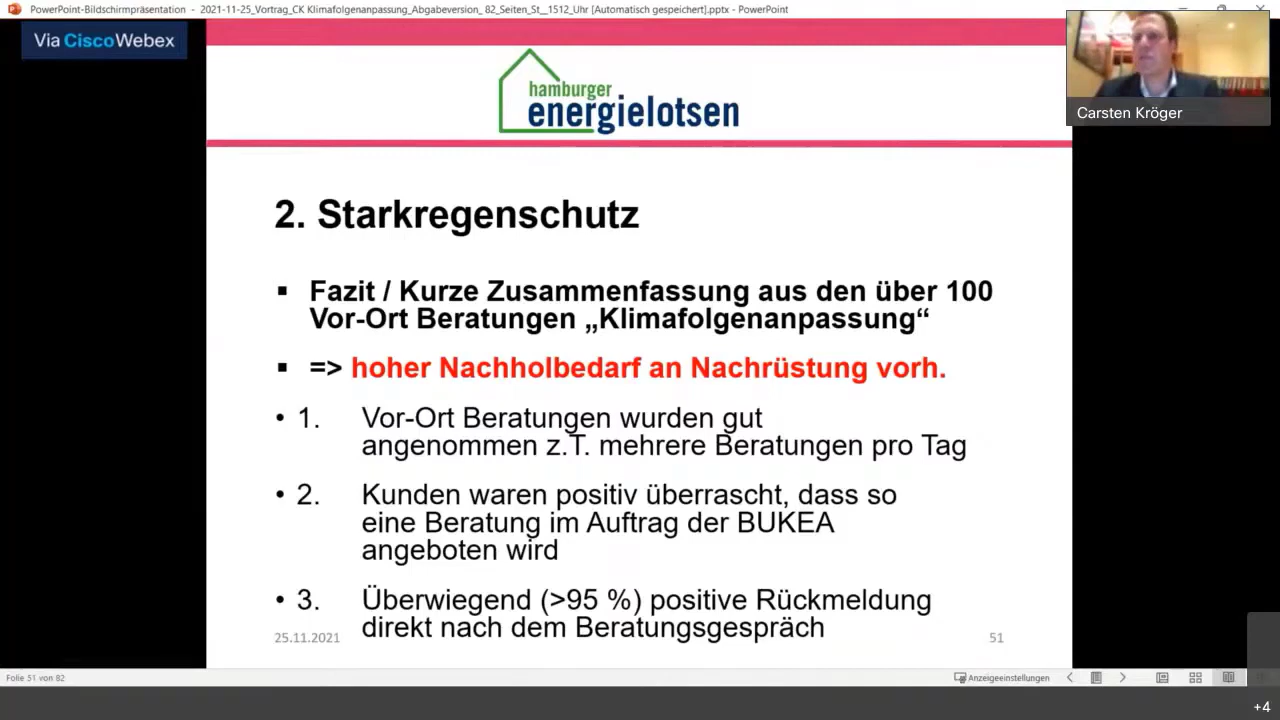 PowerPoint-Bildschirmpräsentation - 2021-11-25_Vortrag_CK Klimafolgenanpassung_Abgabeversion_ 82_Seiten_St__1512_Uhr [Automatisch gespeichert].pptx - PowerPoint
Via CiscoWebex
hamburger
energielotsen
Carsten Kröger
2. Starkregenschutz
▪ Fazit / Kurze Zusammenfassung aus den über 100
Vor-Ort Beratungen „Klimafolgenanpassung“
▪ => hoher Nachholbedarf an Nachrüstung vorh.
• 1. Vor-Ort Beratungen wurden gut
angenommen z.T. mehrere Beratungen pro Tag
• 2. Kunden waren positiv überrascht, dass so
eine Beratung im Auftrag der BUKEA
angeboten wird
• 3. Überwiegend (>95 %) positive Rückmeldung
direkt nach dem Beratungsgespräch
25.11.2021
51
Folie 51 von 82
Anzeigeeinstellungen
+4